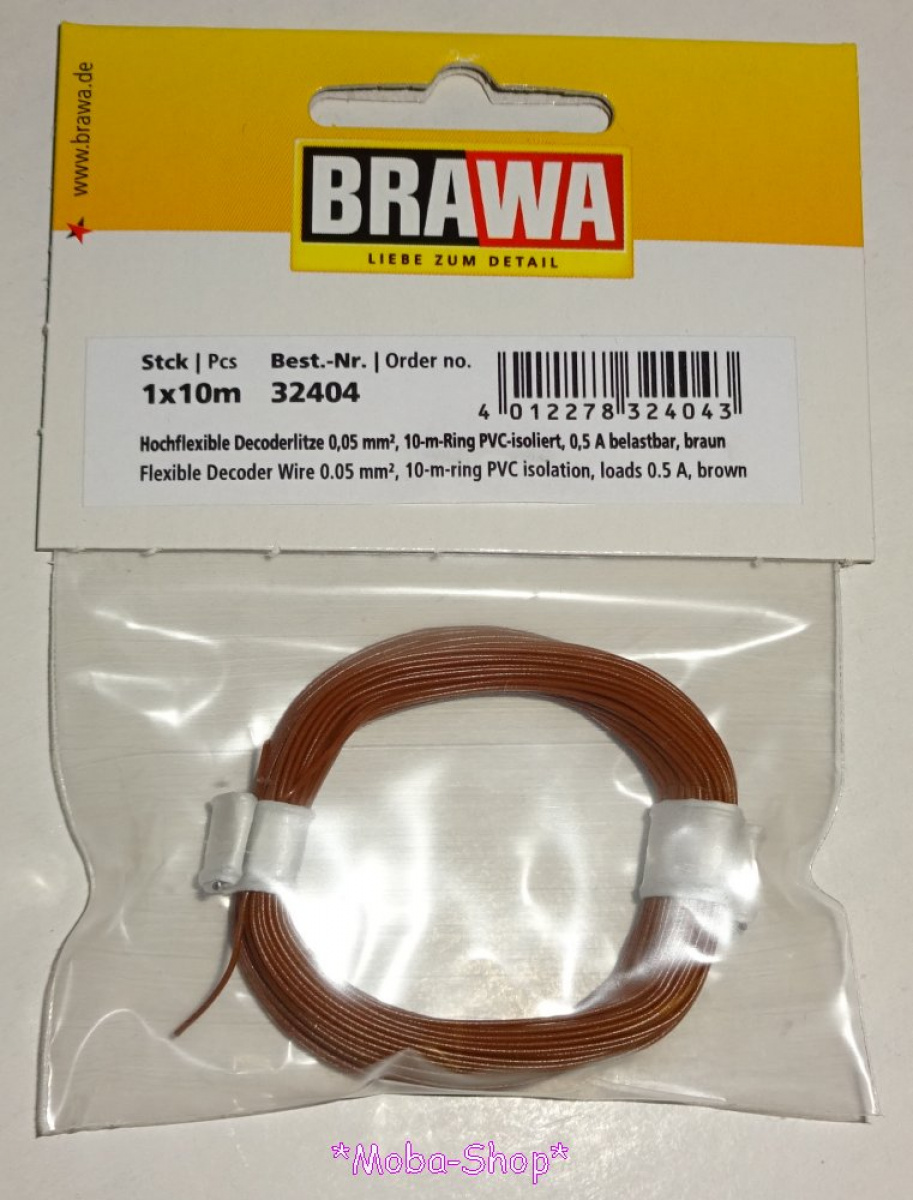 www.brawa.de
BRAWA
LIEBE ZUM DETAIL
Stck | Pcs Best.-Nr. | Order no.
1x10m 32404
4 012278 324043
Hochflexible Decoderlitze 0,05 mm², 10-m-Ring PVC-isoliert, 0,5 A belastbar, braun
Flexible Decoder Wire 0.05 mm², 10-m-ring PVC isolation, loads 0.5 A, brown
*Moba-Shop*